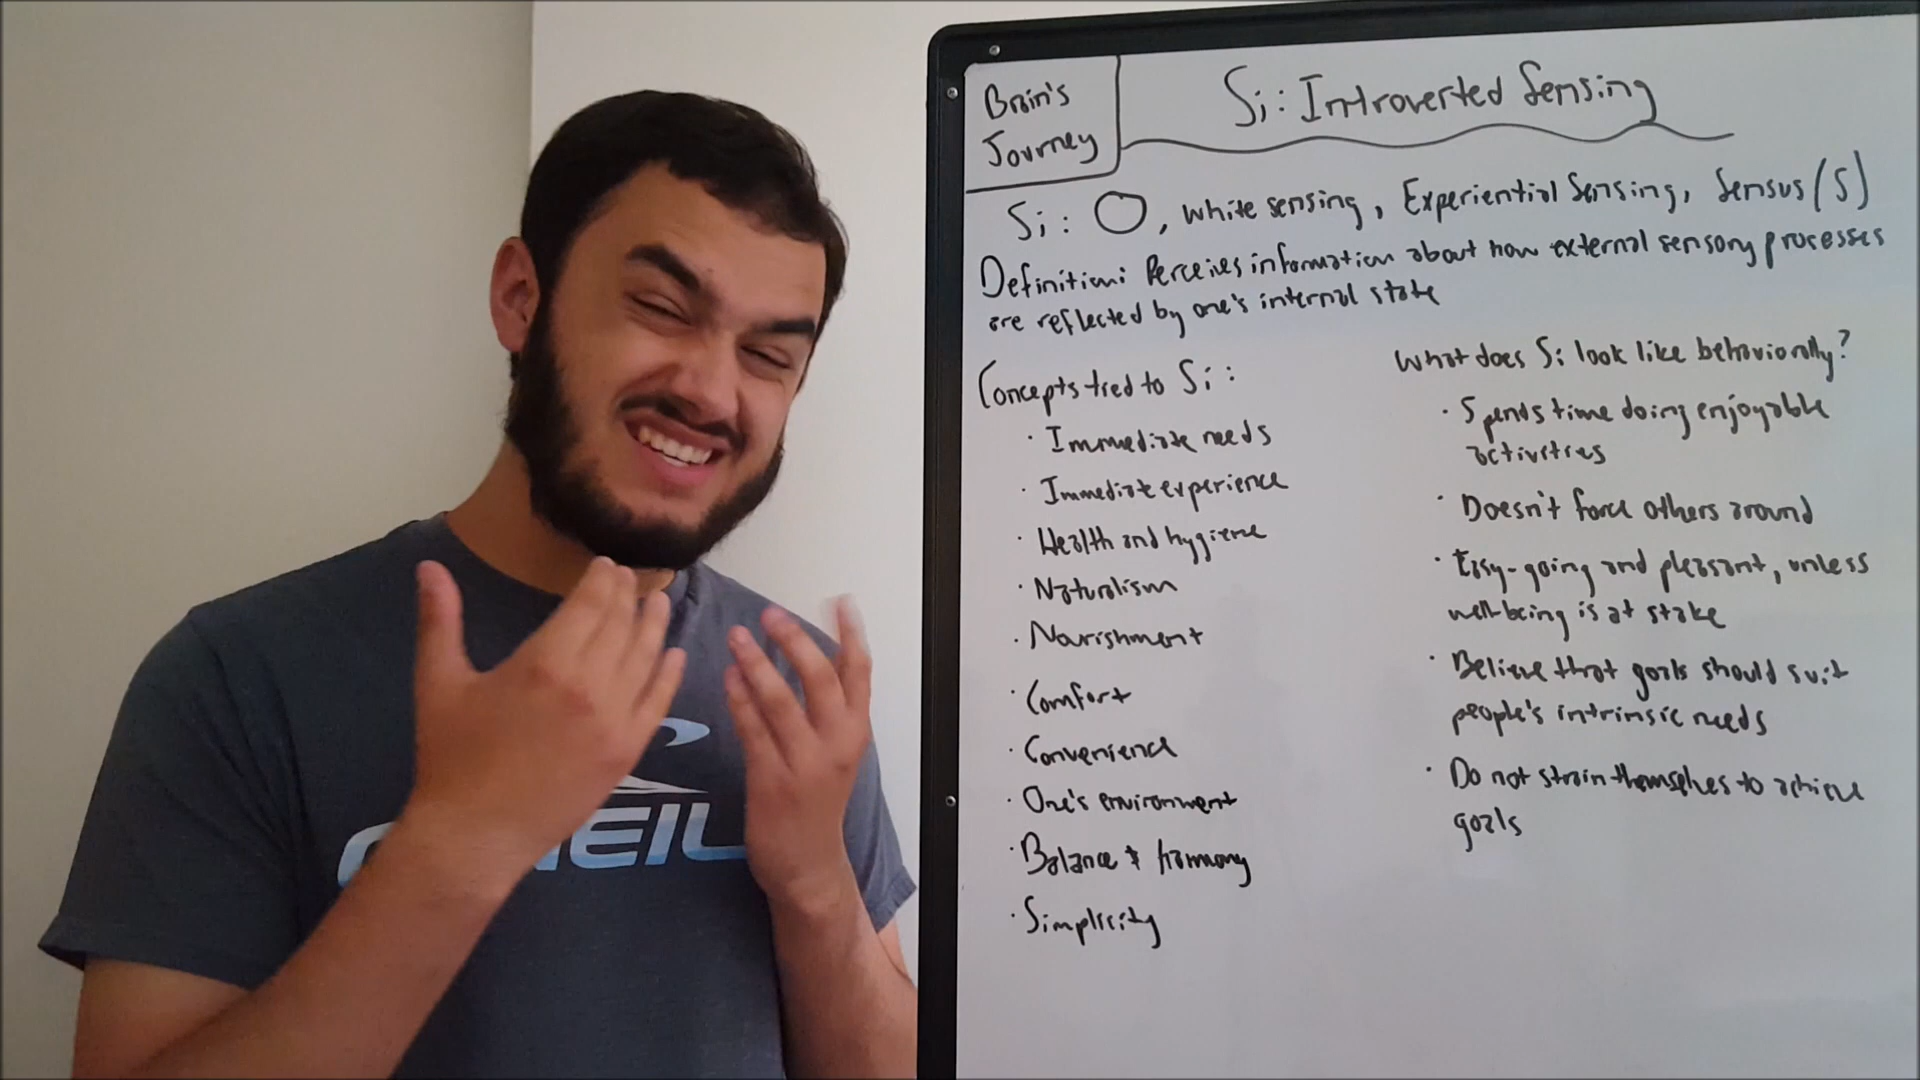 Brain's
Journey
Si: Introverted Sensing
Si: O, white sensing, Experiential Sensing, Sensus (S)
Definition: Perceives information about how external sensory processes
are reflected by one's internal state
Concepts tied to Si:
· Immediate needs
· Immediate experience
· Health and hygiene
· Naturalism
· Nourishment
· Comfort
· Convenience
· One's environment
· Balance & harmony
· Simplicity
What does Si look like behaviorally?
· Spends time doing enjoyable
activities
· Doesn't force others around
· Easy-going and pleasant, unless
well-being is at stake
· Believe that goals should suit
people's intrinsic needs
· Do not strain themselves to achieve
goals